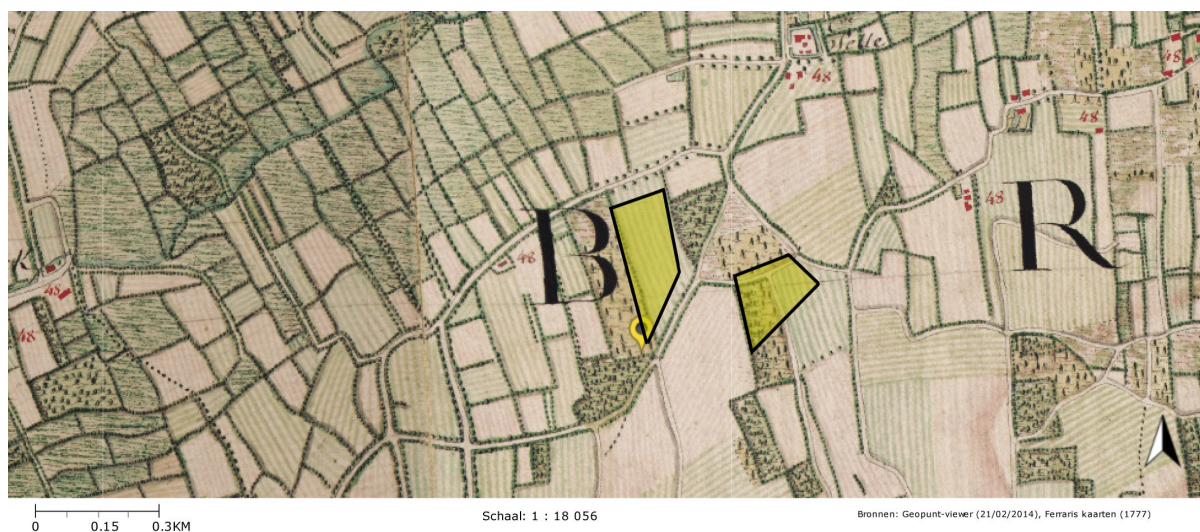 48
48
48
48
B
R
48
48
48
0 0.15 0.3KM
Schaal: 1 : 18 056
Bronnen: Geopunt-viewer (21/02/2014), Ferraris kaarten (1777)